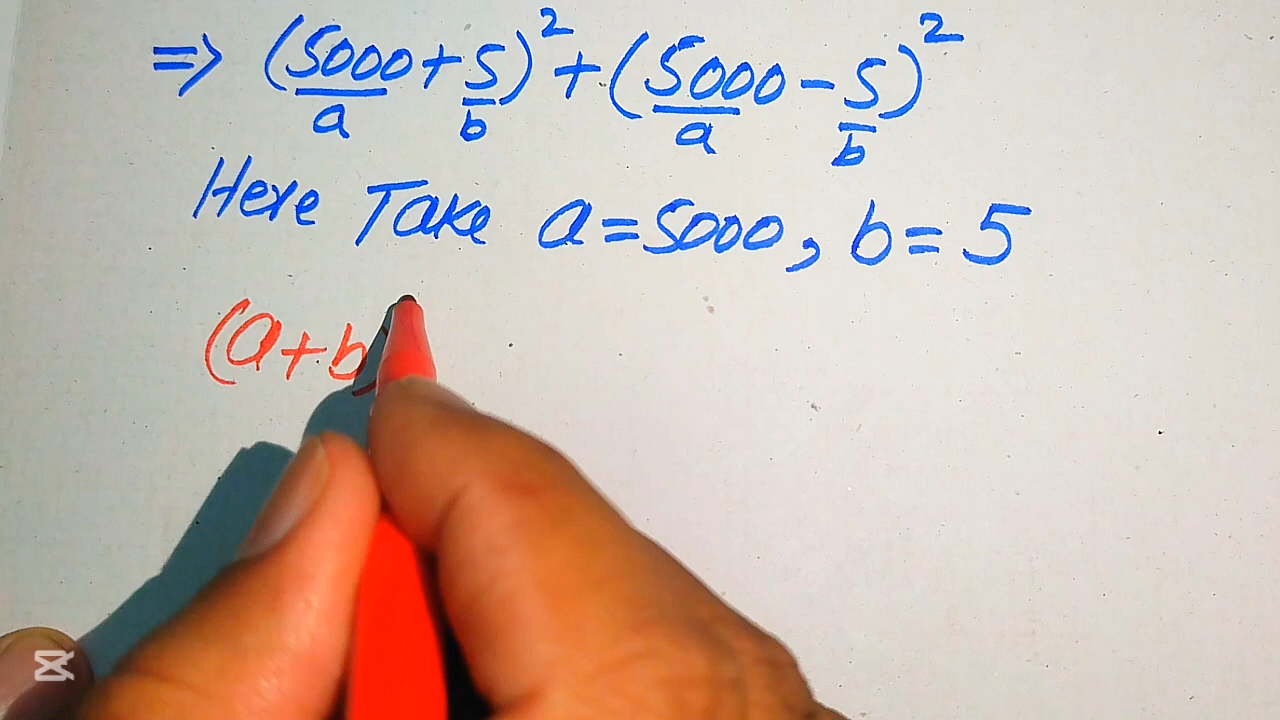 => (5000+5)²+(5000-5)²
a b a b
Here Take a=5000, b=5
(a+b)